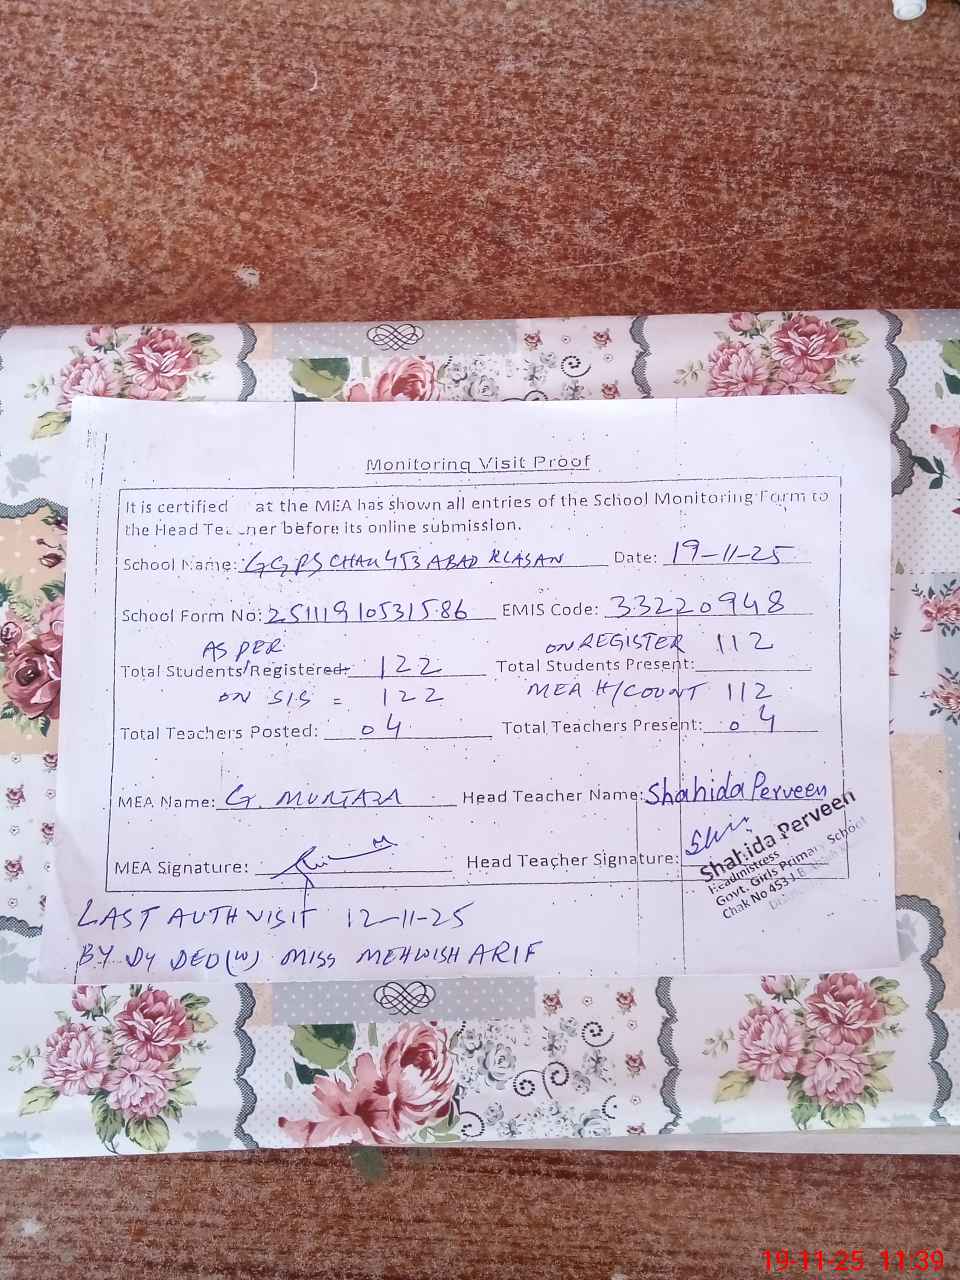 Monitoring Visit Proof
It is certified at the MEA has shown all entries of the School Monitoring Form to
the Head Teacher before its online submission.
School Name: GGPS CHAK 453 ABAD KLASAN Date: 19-11-25
School Form No: 25111910531586 EMIS Code: 33220948
AS PER ON REGISTER 112
Total Students/Registered: 122 Total Students Present:
ON SIS = 122 MEA H/COUNT 112
Total Teachers Posted: 04 Total Teachers Present: 04
MEA Name: G. MURTAZA Head Teacher Name: Shahida Perveen
MEA Signature: Head Teacher Signature:
Shahida Perveen
Headmistress
Govt. Girls Primary School
Chak No 453 J.B.
LAST AUTH VISIT 12-11-25
BY DY DEO(W) MISS MEHWISH ARIF
19-11-25 11:39